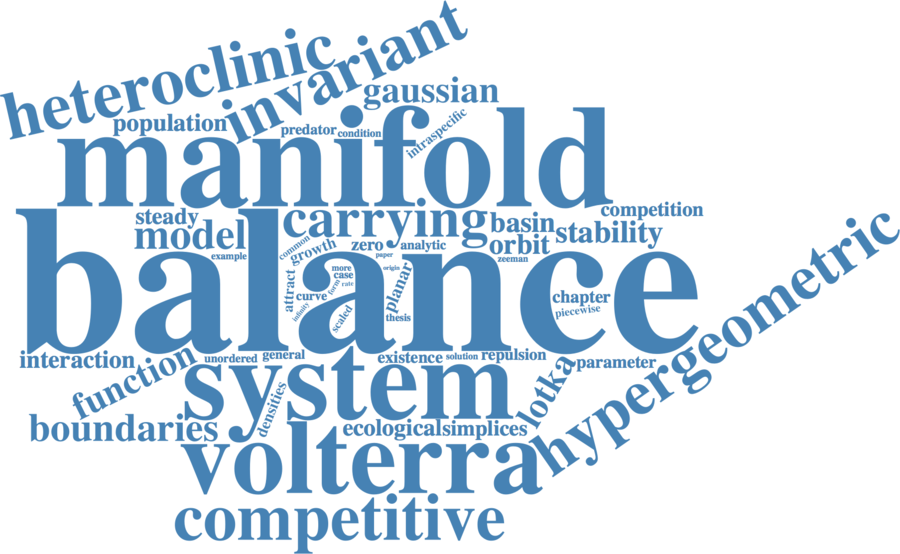 heteroclinic
invariant
gaussian
population
predator
condition
intraspecific
manifold
steady
carrying
basin
competition
model
orbit
stability
example
common
growth
zero
analytic
paper
zeeman
balance
attract
more
case
rate
form
origin
planar
curve
infinity
scaled
thesis
chapter
piecewise
hypergeometric
interaction
function
unordered
general
existence
solution
repulsion
parameter
system
densities
lotka
boundaries
ecological
simplices
volterra
competitive